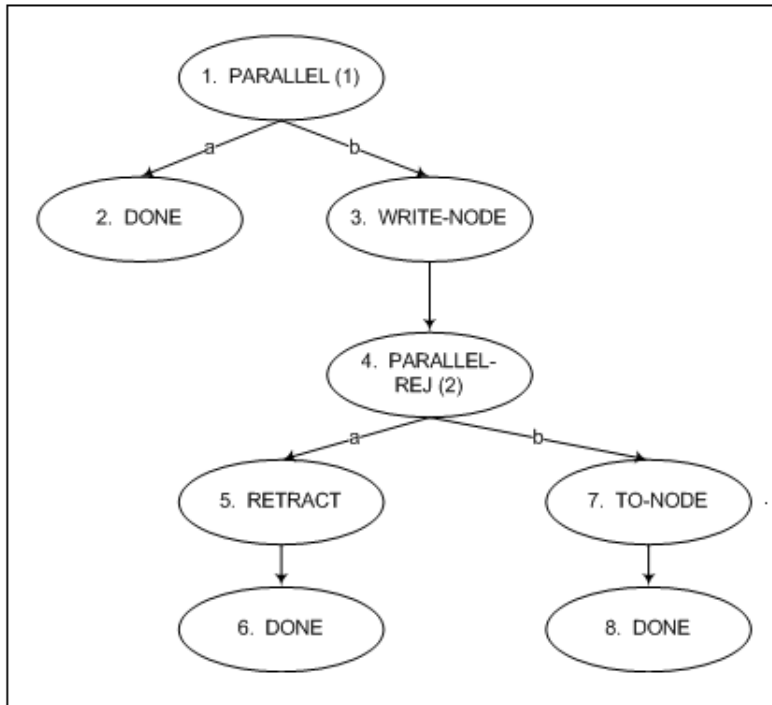 1. PARALLEL (1)
a
b
2. DONE
3. WRITE-NODE
4. PARALLEL-
REJ (2)
a
b
5. RETRACT
7. TO-NODE
6. DONE
8. DONE